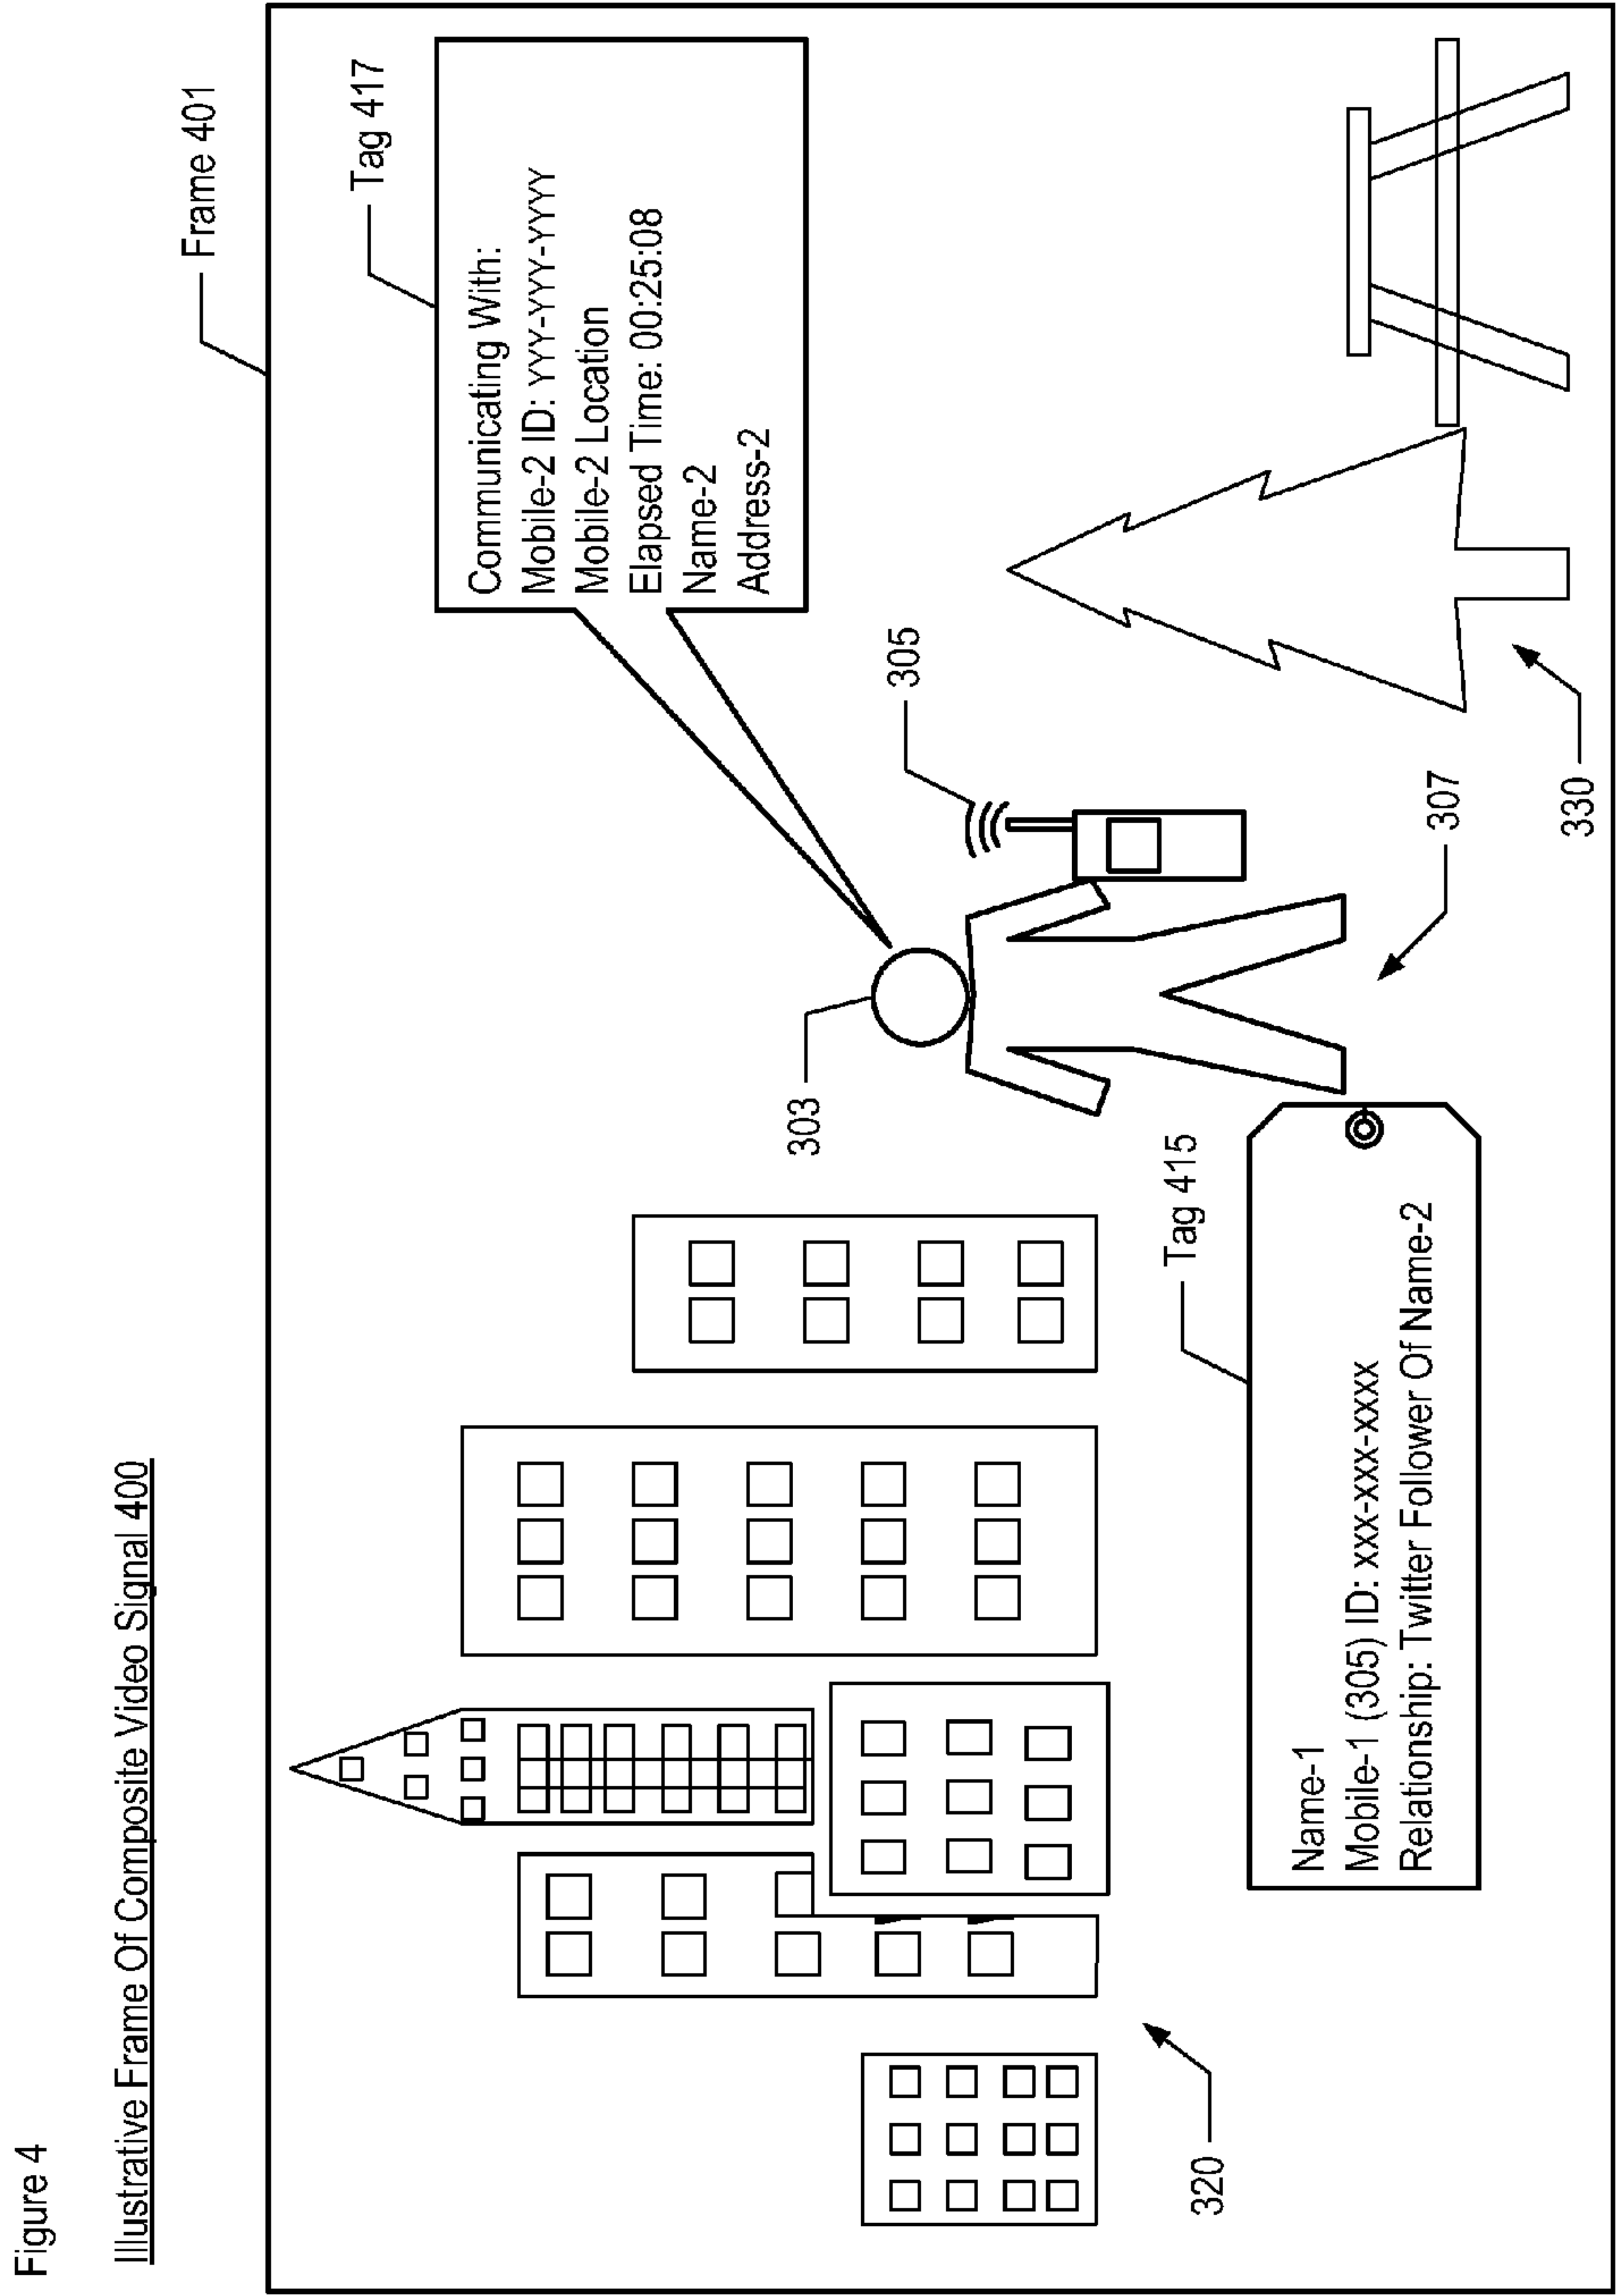 Figure 4
Illustrative Frame Of Composite Video Signal 400
Frame 401
Tag 417
Communicating With:
Mobile-2 ID: YYY-YYY-YYYY
Mobile-2 Location
Elapsed Time: 00:25:08
Name-2
Address-2
303
305
Tag 415
Name-1
Mobile-1 (305) ID: xxx-xxx-xxxx
Relationship: Twitter Follower Of Name-2
320
307
330